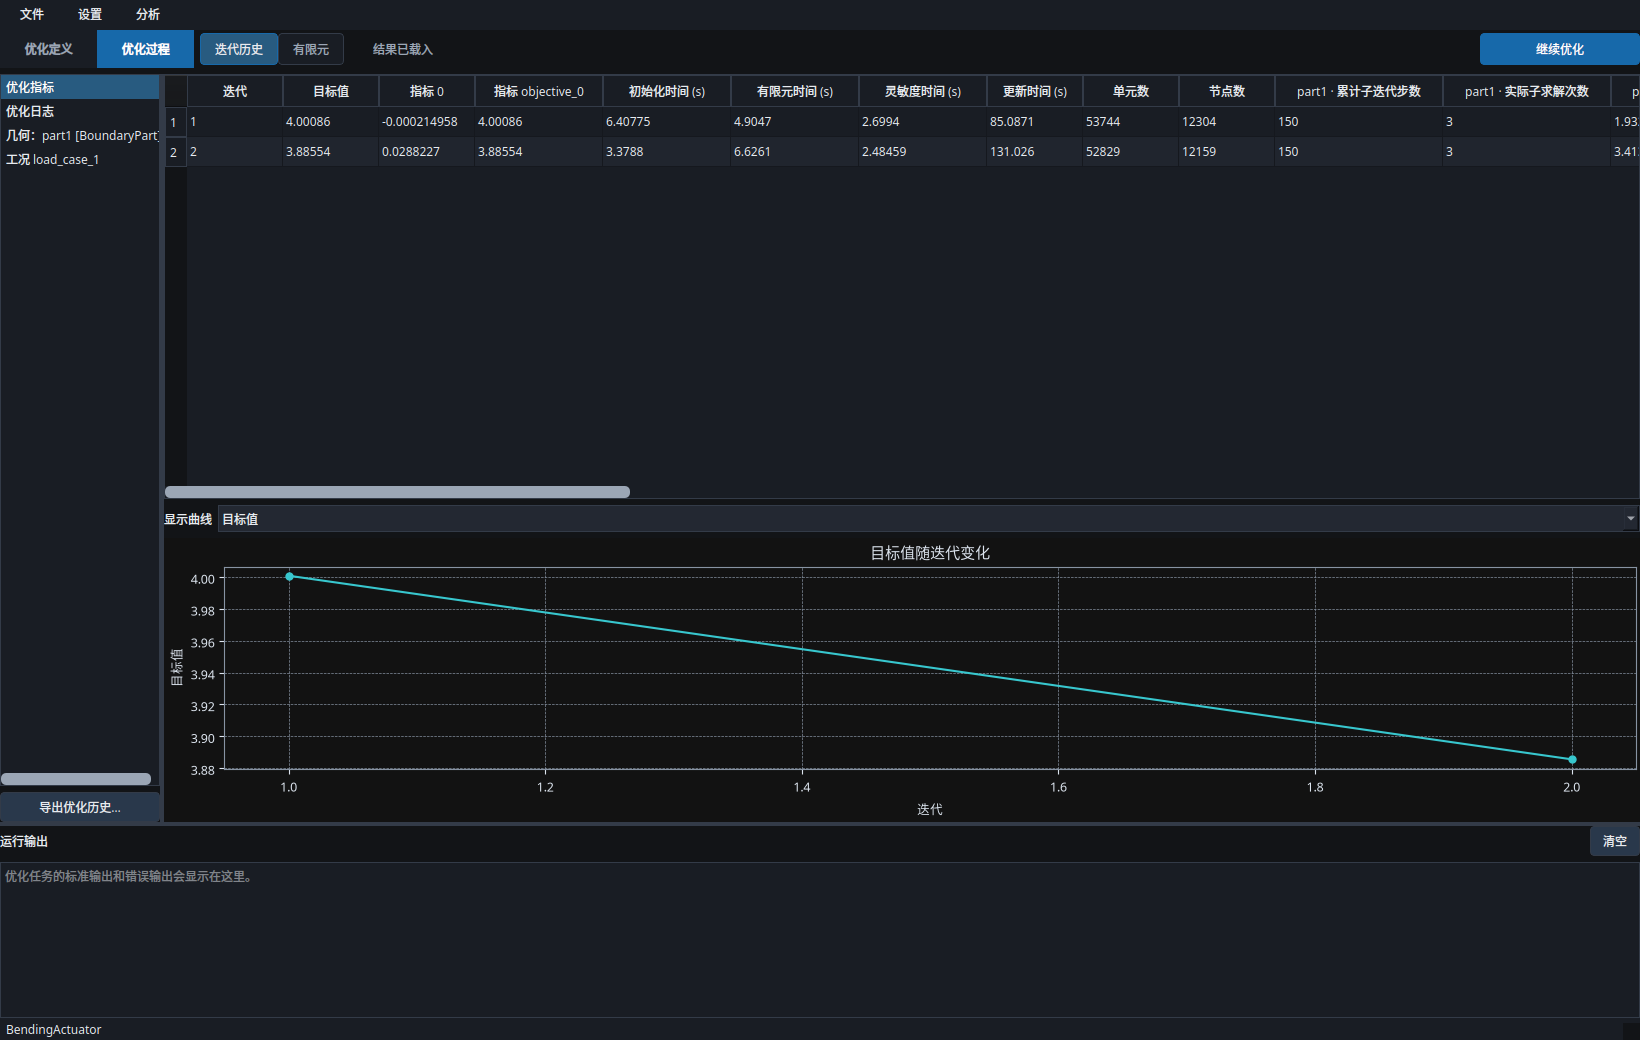 文件 设置 分析
优化定义 优化过程 迭代历史 有限元 结果已载入 继续优化
优化指标
优化日志
几何：part1 [BoundaryPart]
工况 load_case_1
导出优化历史...
迭代 目标值 指标 0 指标 objective_0 初始化时间 (s) 有限元时间 (s) 灵敏度时间 (s) 更新时间 (s) 单元数 节点数 part1 · 累计子迭代步数 part1 · 实际子求解次数 p
1 1 4.00086 -0.000214958 4.00086 6.40775 4.9047 2.6994 85.0871 53744 12304 150 3 1.93
2 2 3.88554 0.0288227 3.88554 3.3788 6.6261 2.48459 131.026 52829 12159 150 3 3.41
显示曲线 目标值
目标值随迭代变化
4.00
3.98
3.96
3.94
3.92
3.90
3.88
目标值
1.0 1.2 1.4 1.6 1.8 2.0
迭代
运行输出 清空
优化任务的标准输出和错误输出会显示在这里。
BendingActuator